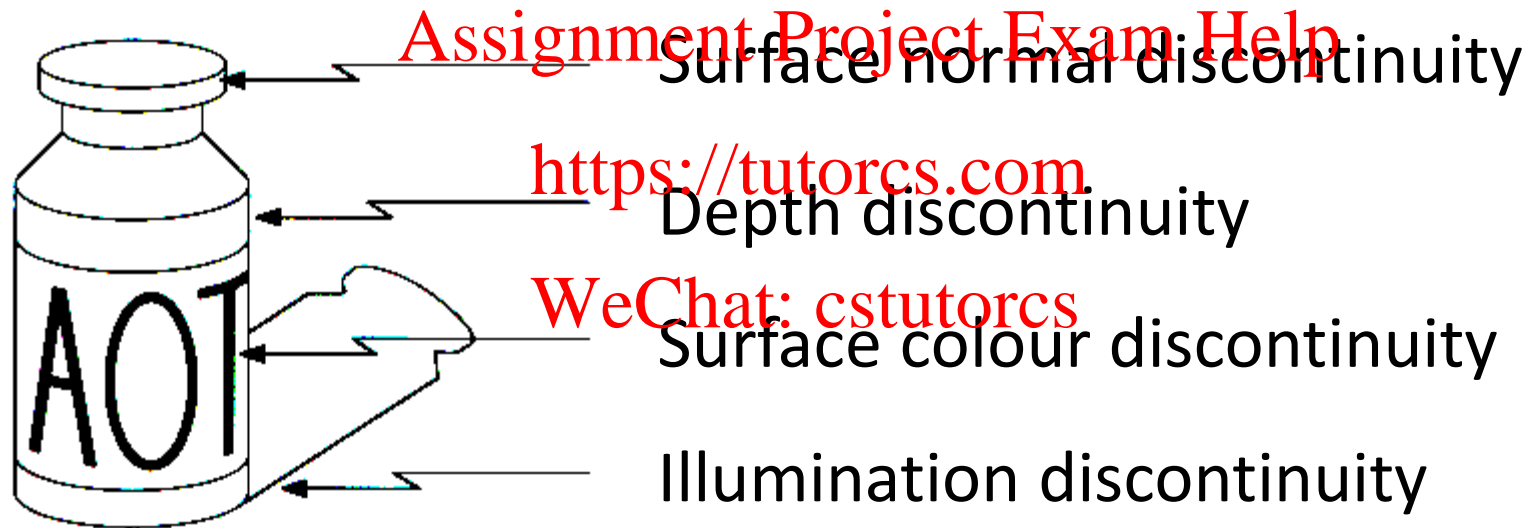 Assignment Project Exam Help
Surface normal discontinuity
https://tutorcs.com
Depth discontinuity
WeChat: cstutorcs
Surface colour discontinuity
AOT
Illumination discontinuity